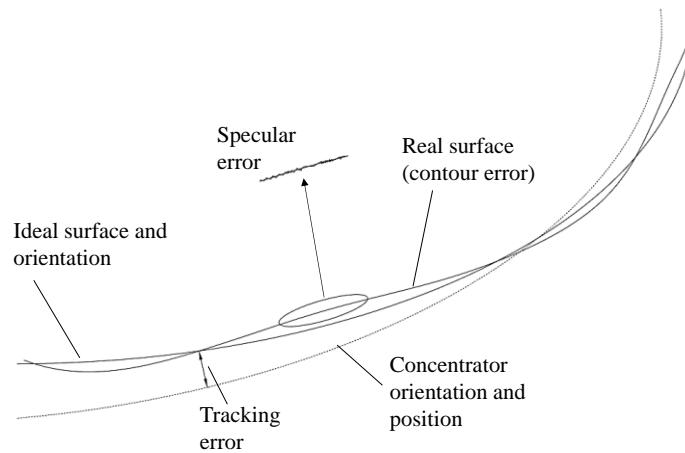 Specular
error
Real surface
(contour error)
Ideal surface and
orientation
Concentrator
orientation and
position
Tracking
error